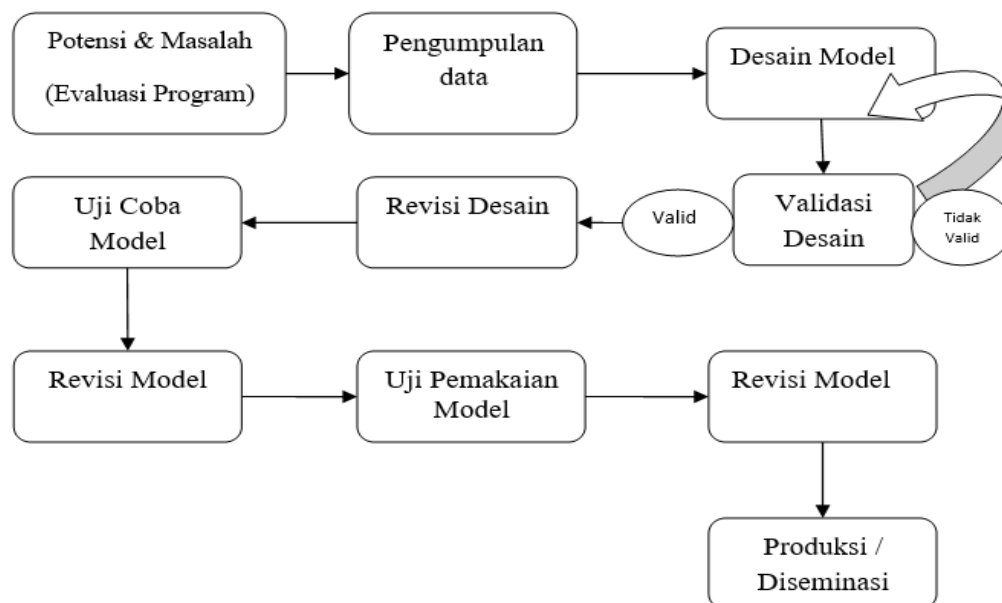 Potensi & Masalah
(Evaluasi Program)
Pengumpulan
data
Desain Model
Validasi
Desain
Tidak
Valid
Valid
Revisi Desain
Uji Coba
Model
Revisi Model
Uji Pemakaian
Model
Revisi Model
Produksi /
Diseminasi